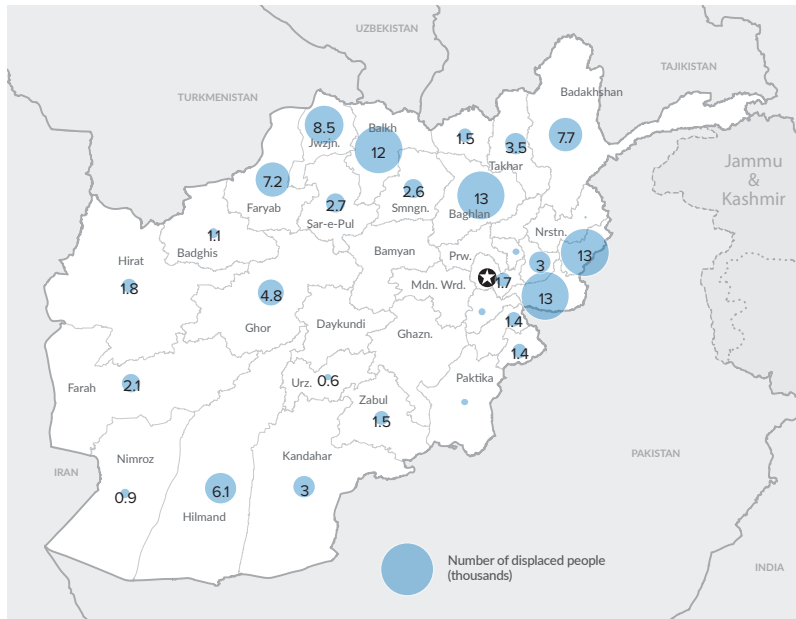 UZBEKISTAN
TAJIKISTAN
TURKMENISTAN
Badakhshan
8.5
Jwzjn.
Balkh
12
1.5
3.5
Takhar
7.7
Jammu
&
Kashmir
7.2
Faryab
2.7
Sar-e-Pul
2.6
Smngn.
13
Baghlan
1.1
Badghis
Nrstn.
Hirat
1.8
Bamyan
Prw.
3
13
4.8
Ghor
Mdn. Wrd.
1.7
13
Daykundi
Ghazn.
1.4
1.4
Farah
2.1
Urz.
0.6
Zabul
1.5
Paktika
Nimroz
0.9
Kandahar
3
PAKISTAN
IRAN
6.1
Hilmand
Number of displaced people
(thousands)
INDIA